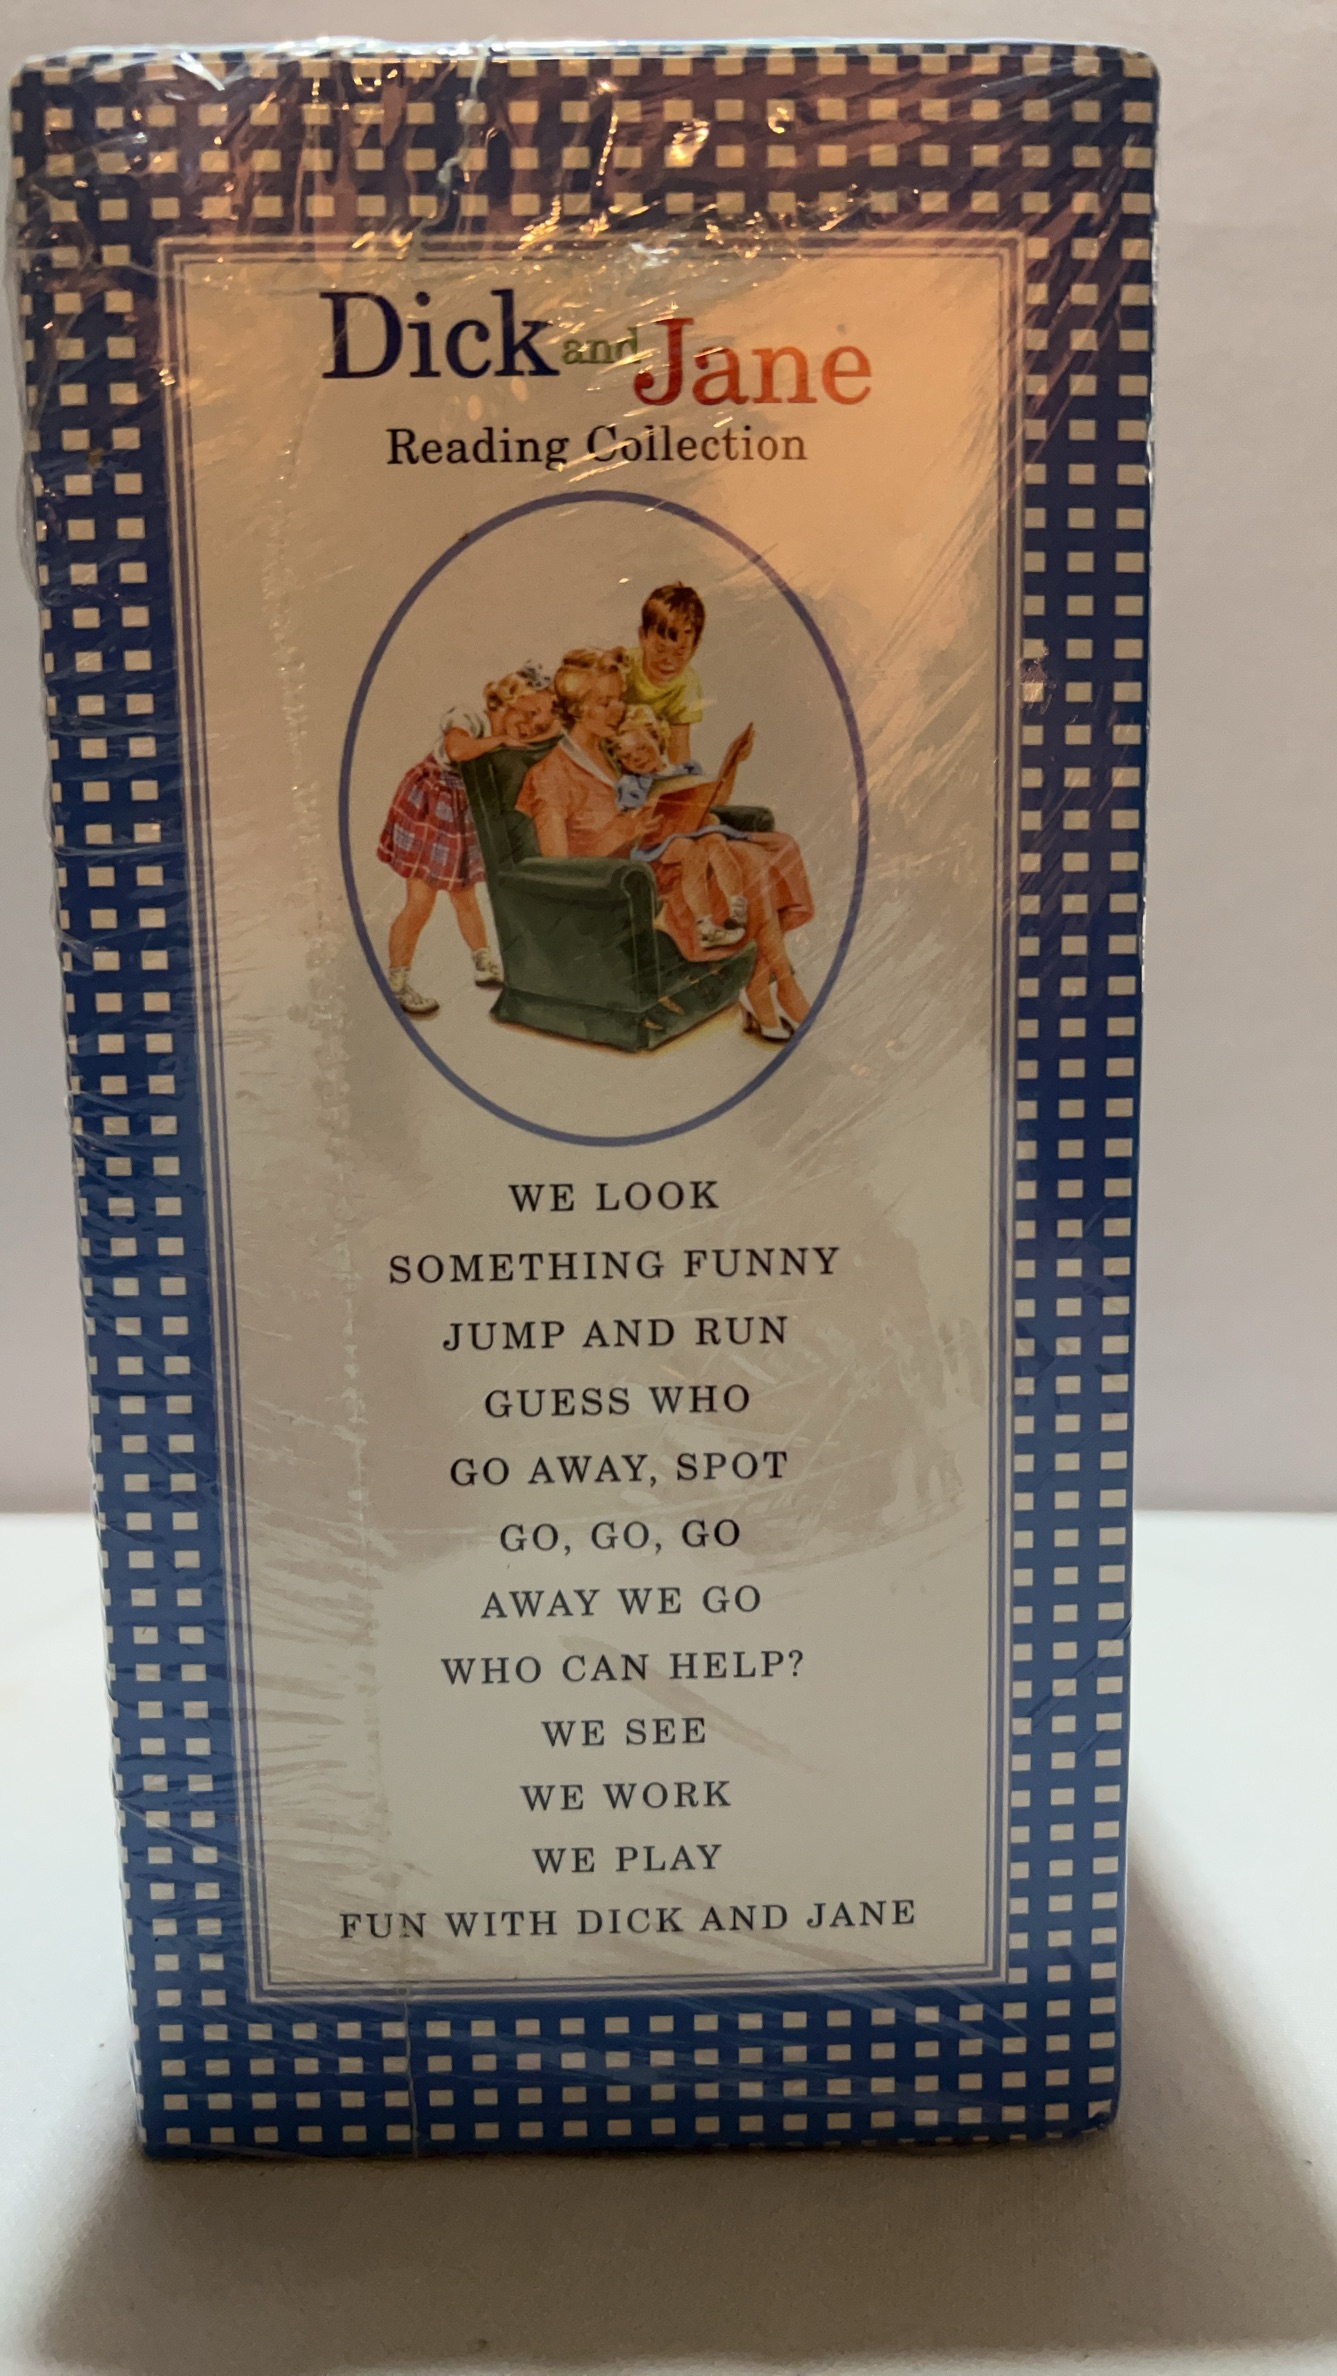 Dick and Jane
Reading Collection
WE LOOK
SOMETHING FUNNY
JUMP AND RUN
GUESS WHO
GO AWAY, SPOT
GO, GO, GO
AWAY WE GO
WHO CAN HELP?
WE SEE
WE WORK
WE PLAY
FUN WITH DICK AND JANE